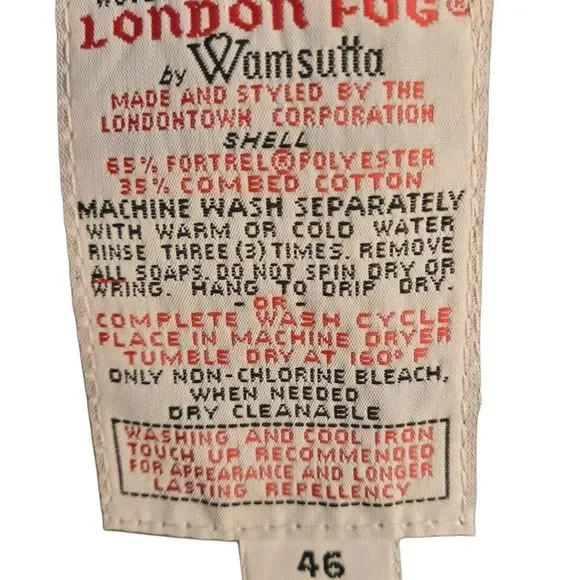 LONDON FOG®
by Wamsutta
MADE AND STYLED BY THE
LONDONTOWN CORPORATION
SHELL
65% FORTREL® POLYESTER
35% COMBED COTTON
MACHINE WASH SEPARATELY
WITH WARM OR COLD WATER
RINSE THREE (3) TIMES. REMOVE
ALL SOAPS. DO NOT SPIN DRY OR
WRING. HANG TO DRIP DRY.
- OR -
COMPLETE WASH CYCLE
PLACE IN MACHINE DRYER
TUMBLE DRY AT 160° F
ONLY NON-CHLORINE BLEACH,
WHEN NEEDED
DRY CLEANABLE
WASHING AND COOL IRON
TOUCH UP RECOMMENDED
FOR APPEARANCE AND LONGER
LASTING REPELLENCY
46